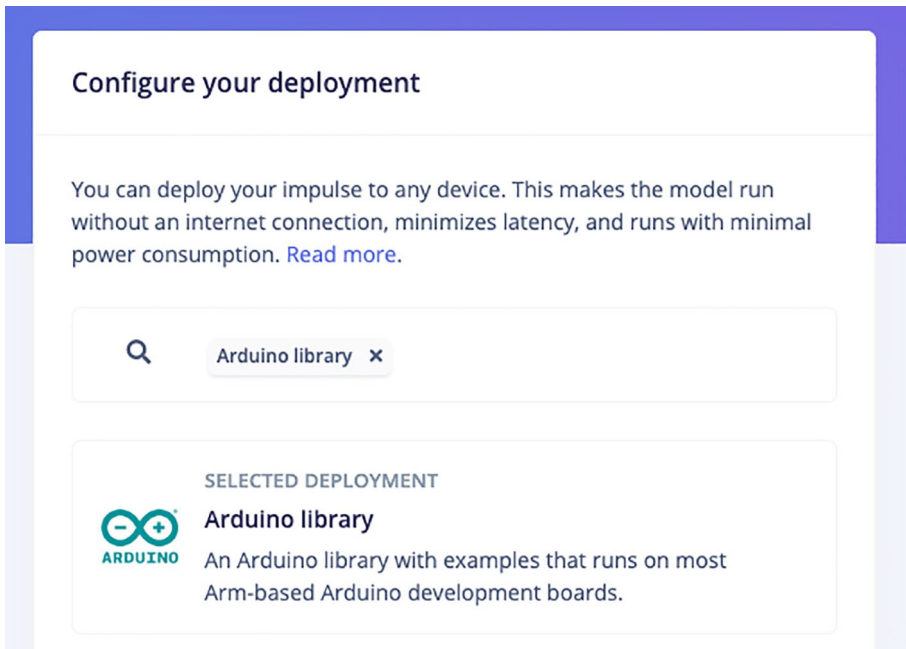 Configure your deployment
You can deploy your impulse to any device. This makes the model run
without an internet connection, minimizes latency, and runs with minimal
power consumption. Read more.
Arduino library ×
SELECTED DEPLOYMENT
Arduino library
ARDUINO
An Arduino library with examples that runs on most
Arm-based Arduino development boards.